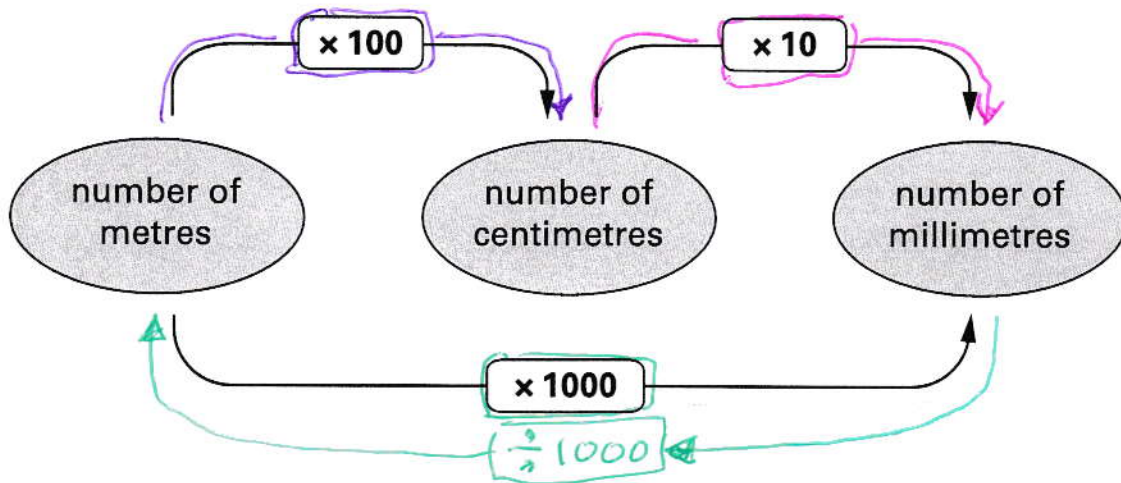 × 100
× 10
number of
metres
number of
centimetres
number of
millimetres
× 1000
÷ 1000